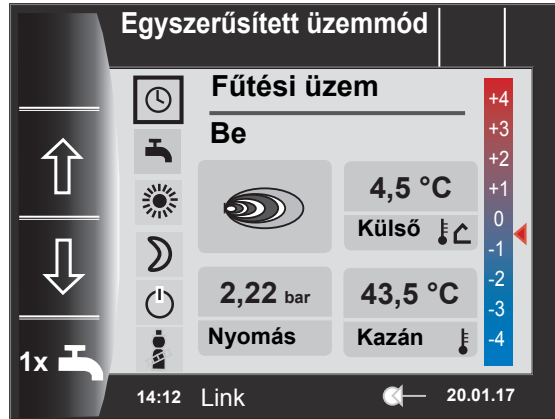 Egyszerűsített üzemmód
Fűtési üzem
Be
4,5 °C
Külső
2,22 bar
Nyomás
43,5 °C
Kazán
+4
+3
+2
+1
0
-1
-2
-3
-4
1x
14:12 Link 20.01.17